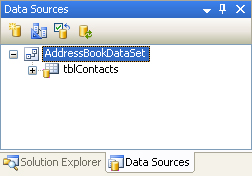 Data Sources
AddressBookDataSet
tblContacts
Solution Explorer
Data Sources